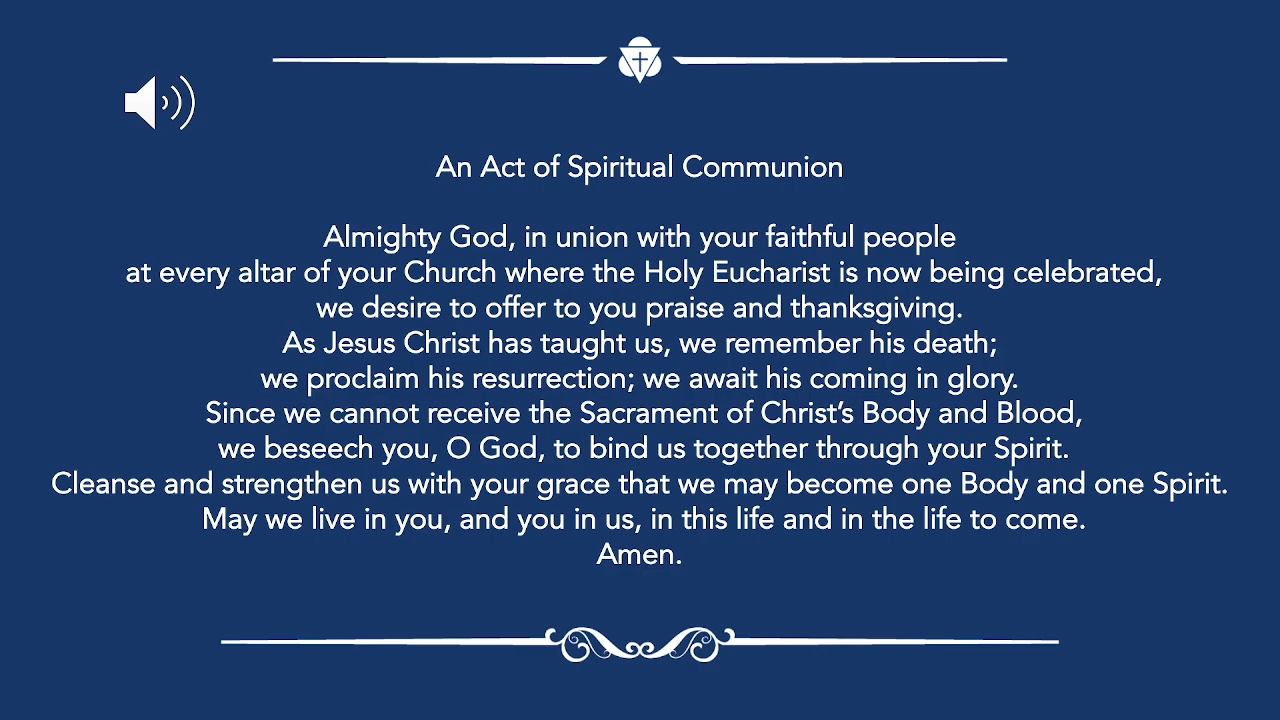 An Act of Spiritual Communion
Almighty God, in union with your faithful people
at every altar of your Church where the Holy Eucharist is now being celebrated,
we desire to offer to you praise and thanksgiving.
As Jesus Christ has taught us, we remember his death;
we proclaim his resurrection; we await his coming in glory.
Since we cannot receive the Sacrament of Christ’s Body and Blood,
we beseech you, O God, to bind us together through your Spirit.
Cleanse and strengthen us with your grace that we may become one Body and one Spirit.
May we live in you, and you in us, in this life and in the life to come.
Amen.